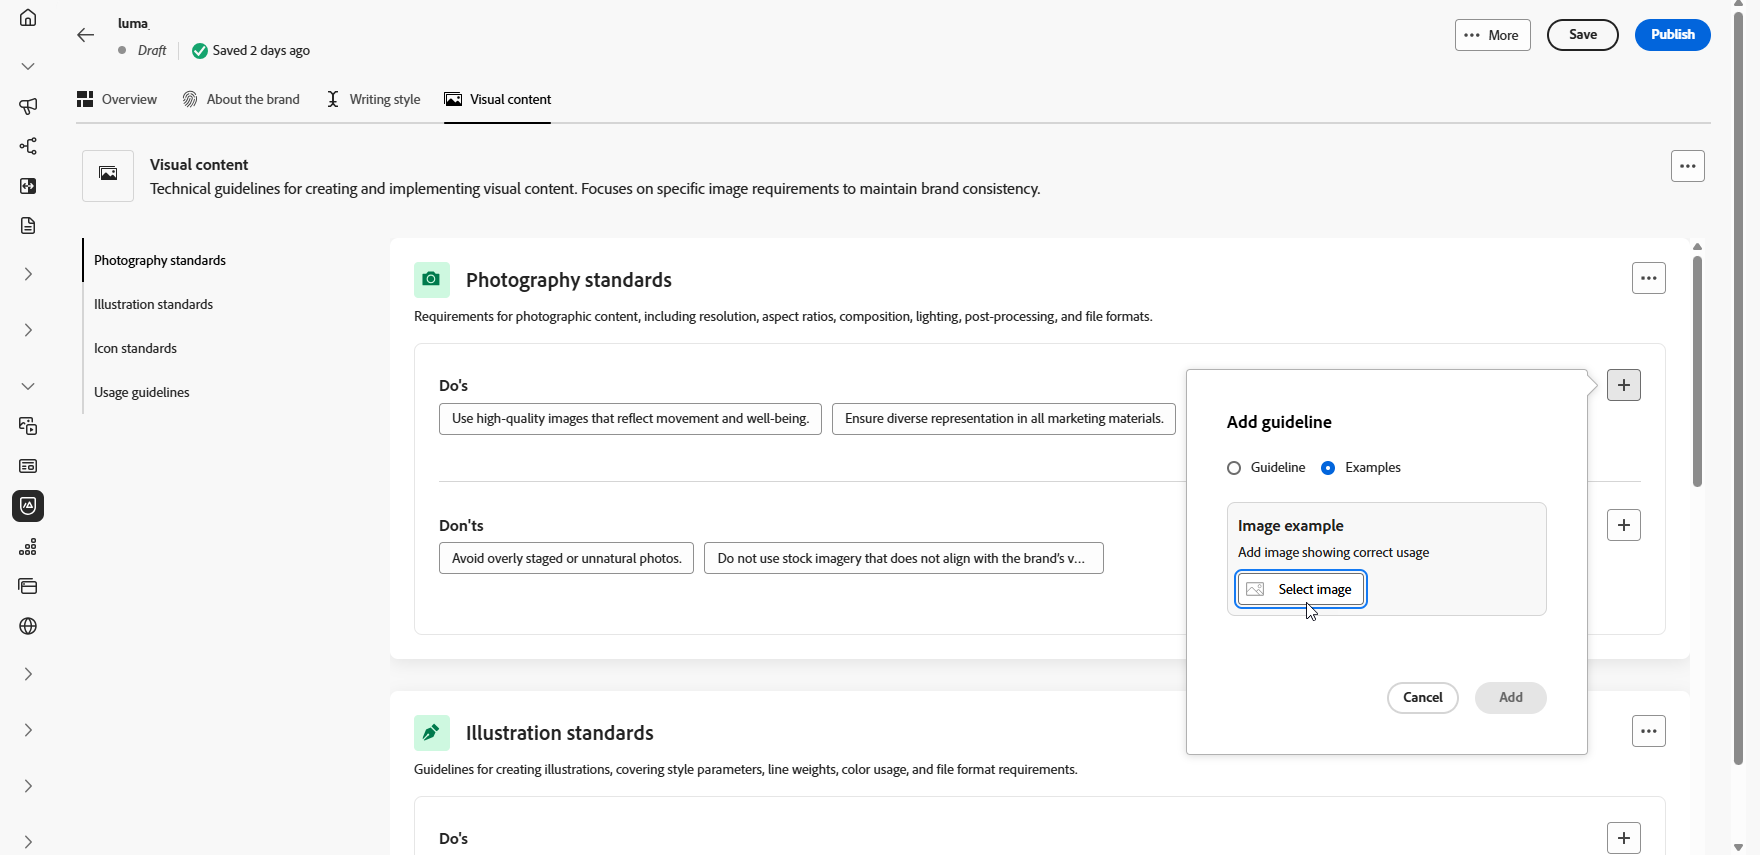 luma
Draft
Saved 2 days ago
More
Save
Publish
Overview
About the brand
Writing style
Visual content
Visual content
Technical guidelines for creating and implementing visual content. Focuses on specific image requirements to maintain brand consistency.
Photography standards
Illustration standards
Icon standards
Usage guidelines
Photography standards
Requirements for photographic content, including resolution, aspect ratios, composition, lighting, post-processing, and file formats.
Do's
Use high-quality images that reflect movement and well-being.
Ensure diverse representation in all marketing materials.
Don'ts
Avoid overly staged or unnatural photos.
Do not use stock imagery that does not align with the brand's v...
Add guideline
Guideline
Examples
Image example
Add image showing correct usage
Select image
Cancel
Add
Illustration standards
Guidelines for creating illustrations, covering style parameters, line weights, color usage, and file format requirements.
Do's